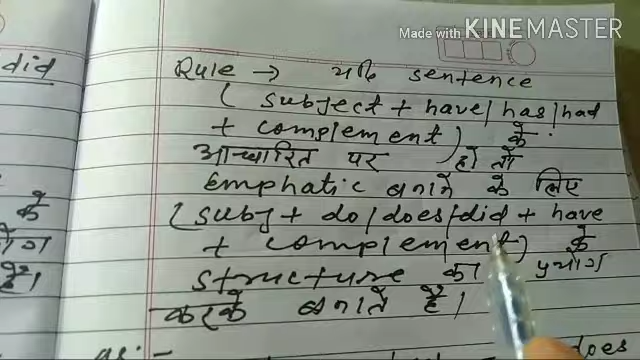 Made with KINEMASTER
did
Rule → यदि sentence
( subject + have/has/had
+ complement ) के
आधारित पर हो तो
Emphatic बनाने के लिए
( subj + do/does/did + have
+ complement ) के
structure का प्रयोग
करके बनाते हैं।
के
है।
as:-
does